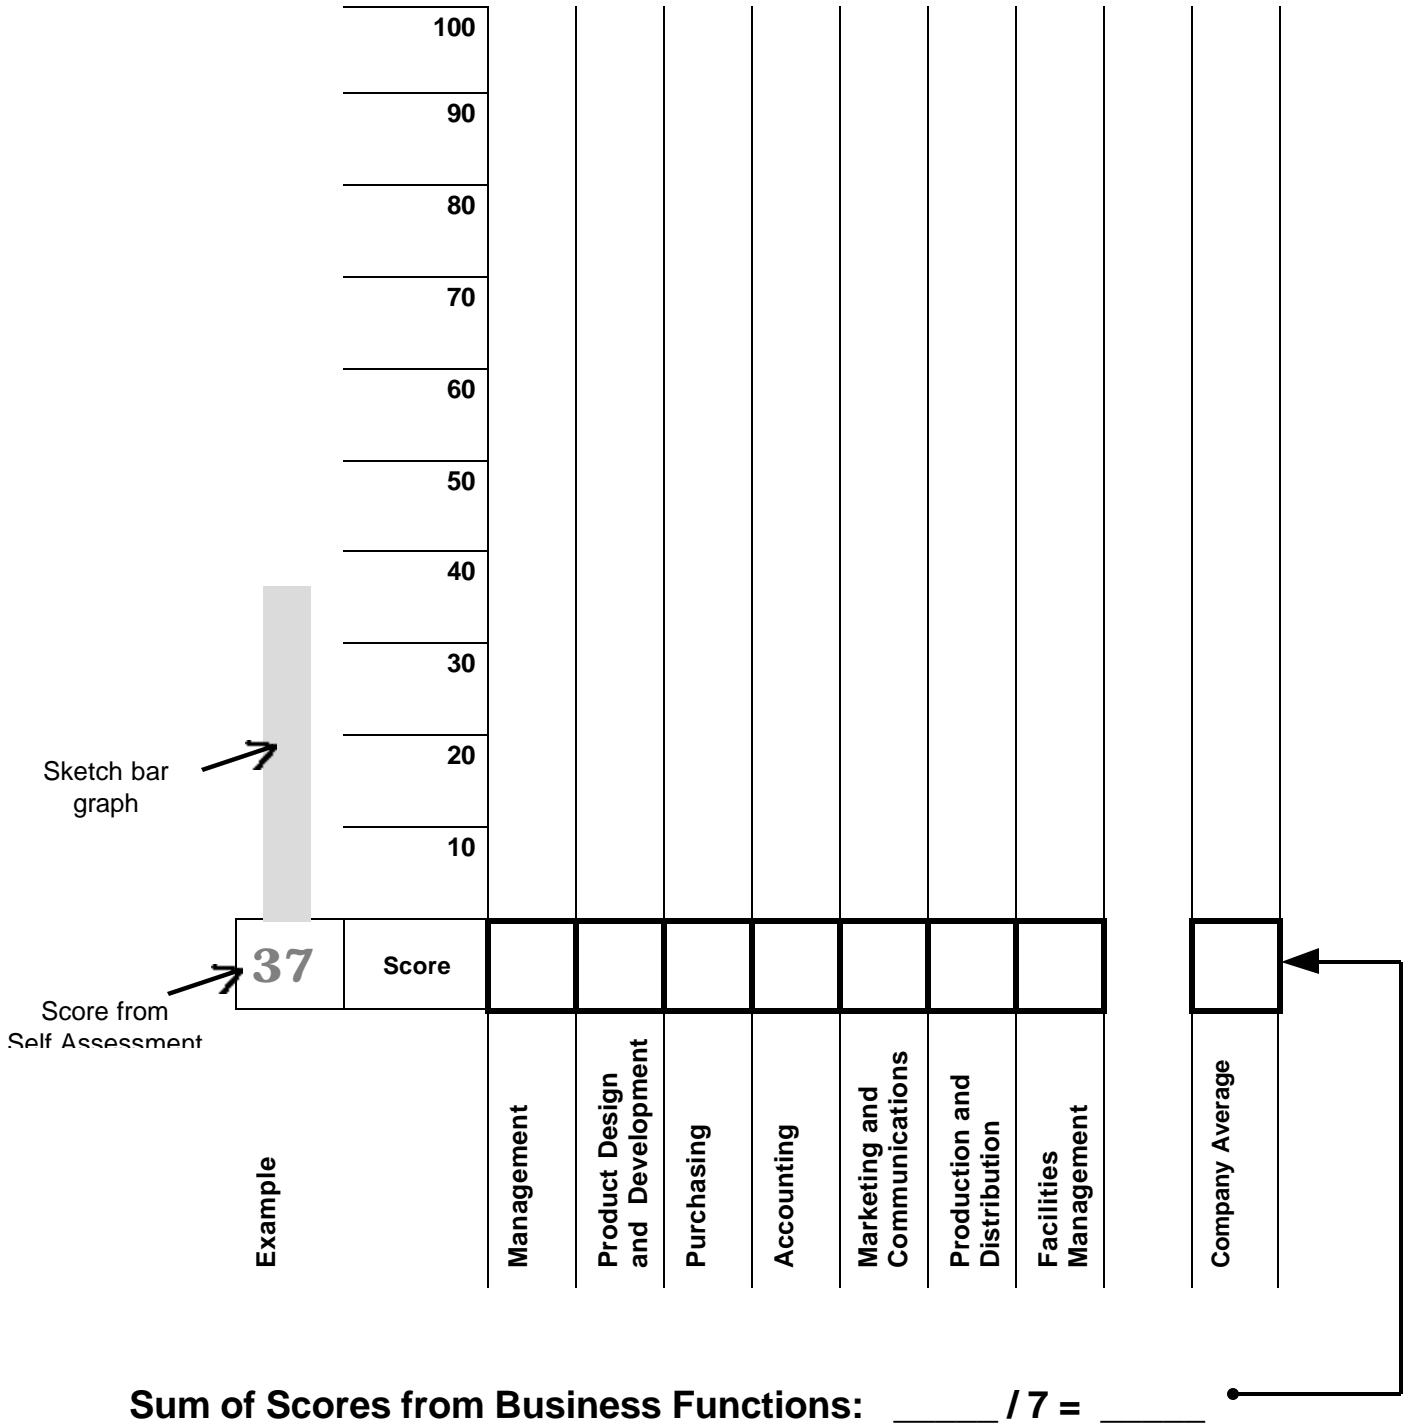 100
90
80
70
60
50
40
30
20
10
Sketch bar
graph
37
Score
Score from
Self Assessment
Example
Management
Product Design
and Development
Purchasing
Accounting
Marketing and
Communications
Production and
Distribution
Facilities
Management
Company Average
Sum of Scores from Business Functions: _____ / 7 = _____